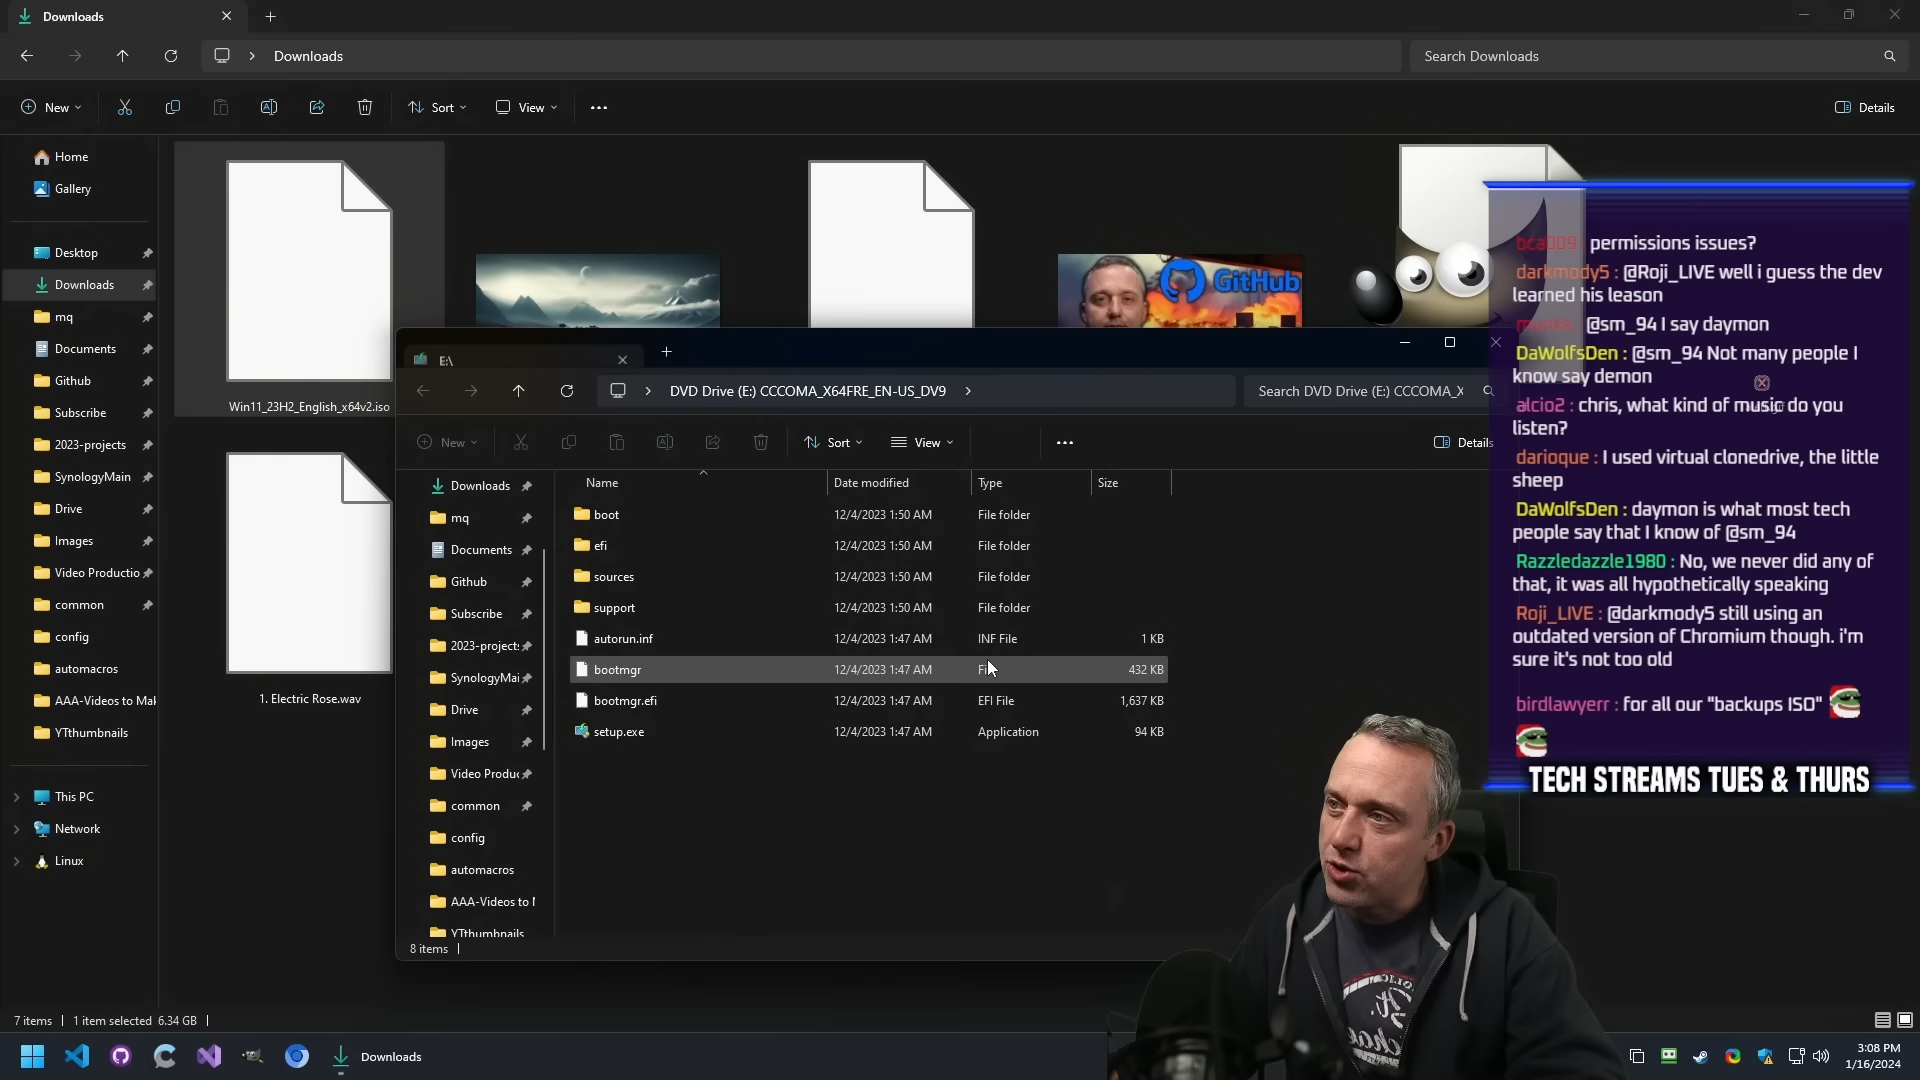 Downloads
Downloads
Search Downloads
New
Sort
View
Details
Home
Gallery
Desktop
Downloads
mq
Documents
Github
Subscribe
2023-projects
SynologyMain
Drive
Images
Video Productio
common
config
automacros
AAA-Videos to Mak
YTthumbnails
This PC
Network
Linux
Win11_23H2_English_x64v2.iso
1. Electric Rose.wav
GitHub
E:\
DVD Drive (E:) CCCOMA_X64FRE_EN-US_DV9
Search DVD Drive (E:) CCCOMA_X
New
Sort
View
Details
Downloads
mq
Documents
Github
Subscribe
2023-project
SynologyMai
Drive
Images
Video Produ
common
config
automacros
AAA-Videos to
YTthumbnails
Name Date modified Type Size
boot 12/4/2023 1:50 AM File folder
efi 12/4/2023 1:50 AM File folder
sources 12/4/2023 1:50 AM File folder
support 12/4/2023 1:50 AM File folder
autorun.inf 12/4/2023 1:47 AM INF File 1 KB
bootmgr 12/4/2023 1:47 AM File 432 KB
bootmgr.efi 12/4/2023 1:47 AM EFI File 1,637 KB
setup.exe 12/4/2023 1:47 AM Application 94 KB
8 items
bca009 : permissions issues?
darkmody5 : @Roji_LIVE well i guess the dev
learned his leason
@sm_94 I say daymon
DaWolfsDen : @sm_94 Not many people I
know say demon
alcio2 : chris, what kind of music do you
listen?
darioque : I used virtual clonedrive, the little
sheep
DaWolfsDen : daymon is what most tech
people say that I know of @sm_94
Razzledazzle1980 : No, we never did any of
that, it was all hypothetically speaking
Roji_LIVE : @darkmody5 still using an
outdated version of Chromium though. i'm
sure it's not too old
birdlawyerr : for all our "backups ISO"
TECH STREAMS TUES & THURS
7 items
1 item selected 6.34 GB
Downloads
3:08 PM
1/16/2024